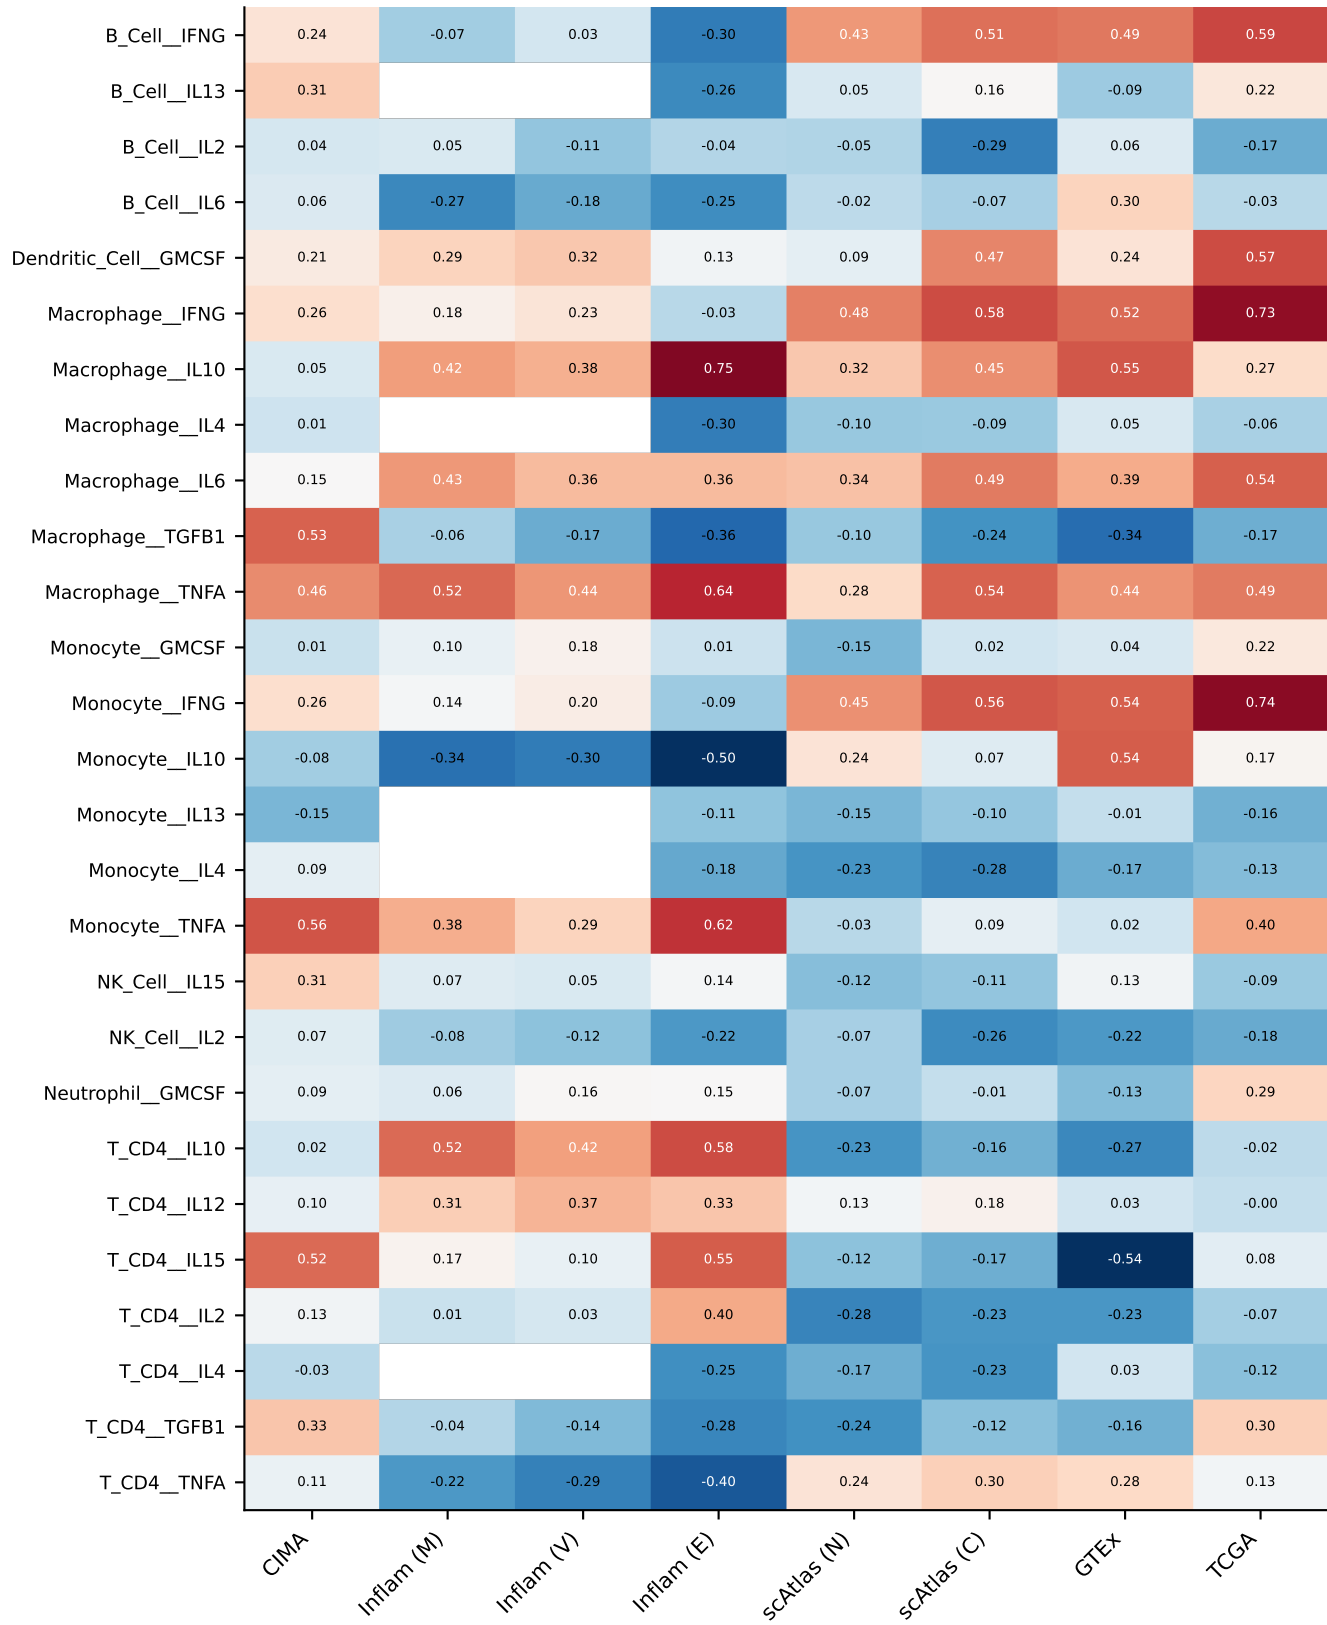 B_Cell__IFNG 0.24 -0.07 0.03 -0.30 0.43 0.51 0.49 0.59
B_Cell__IL13 0.31 -0.26 0.05 0.16 -0.09 0.22
B_Cell__IL2 0.04 0.05 -0.11 -0.04 -0.05 -0.29 0.06 -0.17
B_Cell__IL6 0.06 -0.27 -0.18 -0.25 -0.02 -0.07 0.30 -0.03
Dendritic_Cell__GMCSF 0.21 0.29 0.32 0.13 0.09 0.47 0.24 0.57
Macrophage__IFNG 0.26 0.18 0.23 -0.03 0.48 0.58 0.52 0.73
Macrophage__IL10 0.05 0.42 0.38 0.75 0.32 0.45 0.55 0.27
Macrophage__IL4 0.01 -0.30 -0.10 -0.09 0.05 -0.06
Macrophage__IL6 0.15 0.43 0.36 0.36 0.34 0.49 0.39 0.54
Macrophage__TGFB1 0.53 -0.06 -0.17 -0.36 -0.10 -0.24 -0.34 -0.17
Macrophage__TNFA 0.46 0.52 0.44 0.64 0.28 0.54 0.44 0.49
Monocyte__GMCSF 0.01 0.10 0.18 0.01 -0.15 0.02 0.04 0.22
Monocyte__IFNG 0.26 0.14 0.20 -0.09 0.45 0.56 0.54 0.74
Monocyte__IL10 -0.08 -0.34 -0.30 -0.50 0.24 0.07 0.54 0.17
Monocyte__IL13 -0.15 -0.11 -0.15 -0.10 -0.01 -0.16
Monocyte__IL4 0.09 -0.18 -0.23 -0.28 -0.17 -0.13
Monocyte__TNFA 0.56 0.38 0.29 0.62 -0.03 0.09 0.02 0.40
NK_Cell__IL15 0.31 0.07 0.05 0.14 -0.12 -0.11 0.13 -0.09
NK_Cell__IL2 0.07 -0.08 -0.12 -0.22 -0.07 -0.26 -0.22 -0.18
Neutrophil__GMCSF 0.09 0.06 0.16 0.15 -0.07 -0.01 -0.13 0.29
T_CD4__IL10 0.02 0.52 0.42 0.58 -0.23 -0.16 -0.27 -0.02
T_CD4__IL12 0.10 0.31 0.37 0.33 0.13 0.18 0.03 -0.00
T_CD4__IL15 0.52 0.17 0.10 0.55 -0.12 -0.17 -0.54 0.08
T_CD4__IL2 0.13 0.01 0.03 0.40 -0.28 -0.23 -0.23 -0.07
T_CD4__IL4 -0.03 -0.25 -0.17 -0.23 0.03 -0.12
T_CD4__TGFB1 0.33 -0.04 -0.14 -0.28 -0.24 -0.12 -0.16 0.30
T_CD4__TNFA 0.11 -0.22 -0.29 -0.40 0.24 0.30 0.28 0.13
CIMA Inflam (M) Inflam (V) Inflam (E) scAtlas (N) scAtlas (C) GTEx TCGA